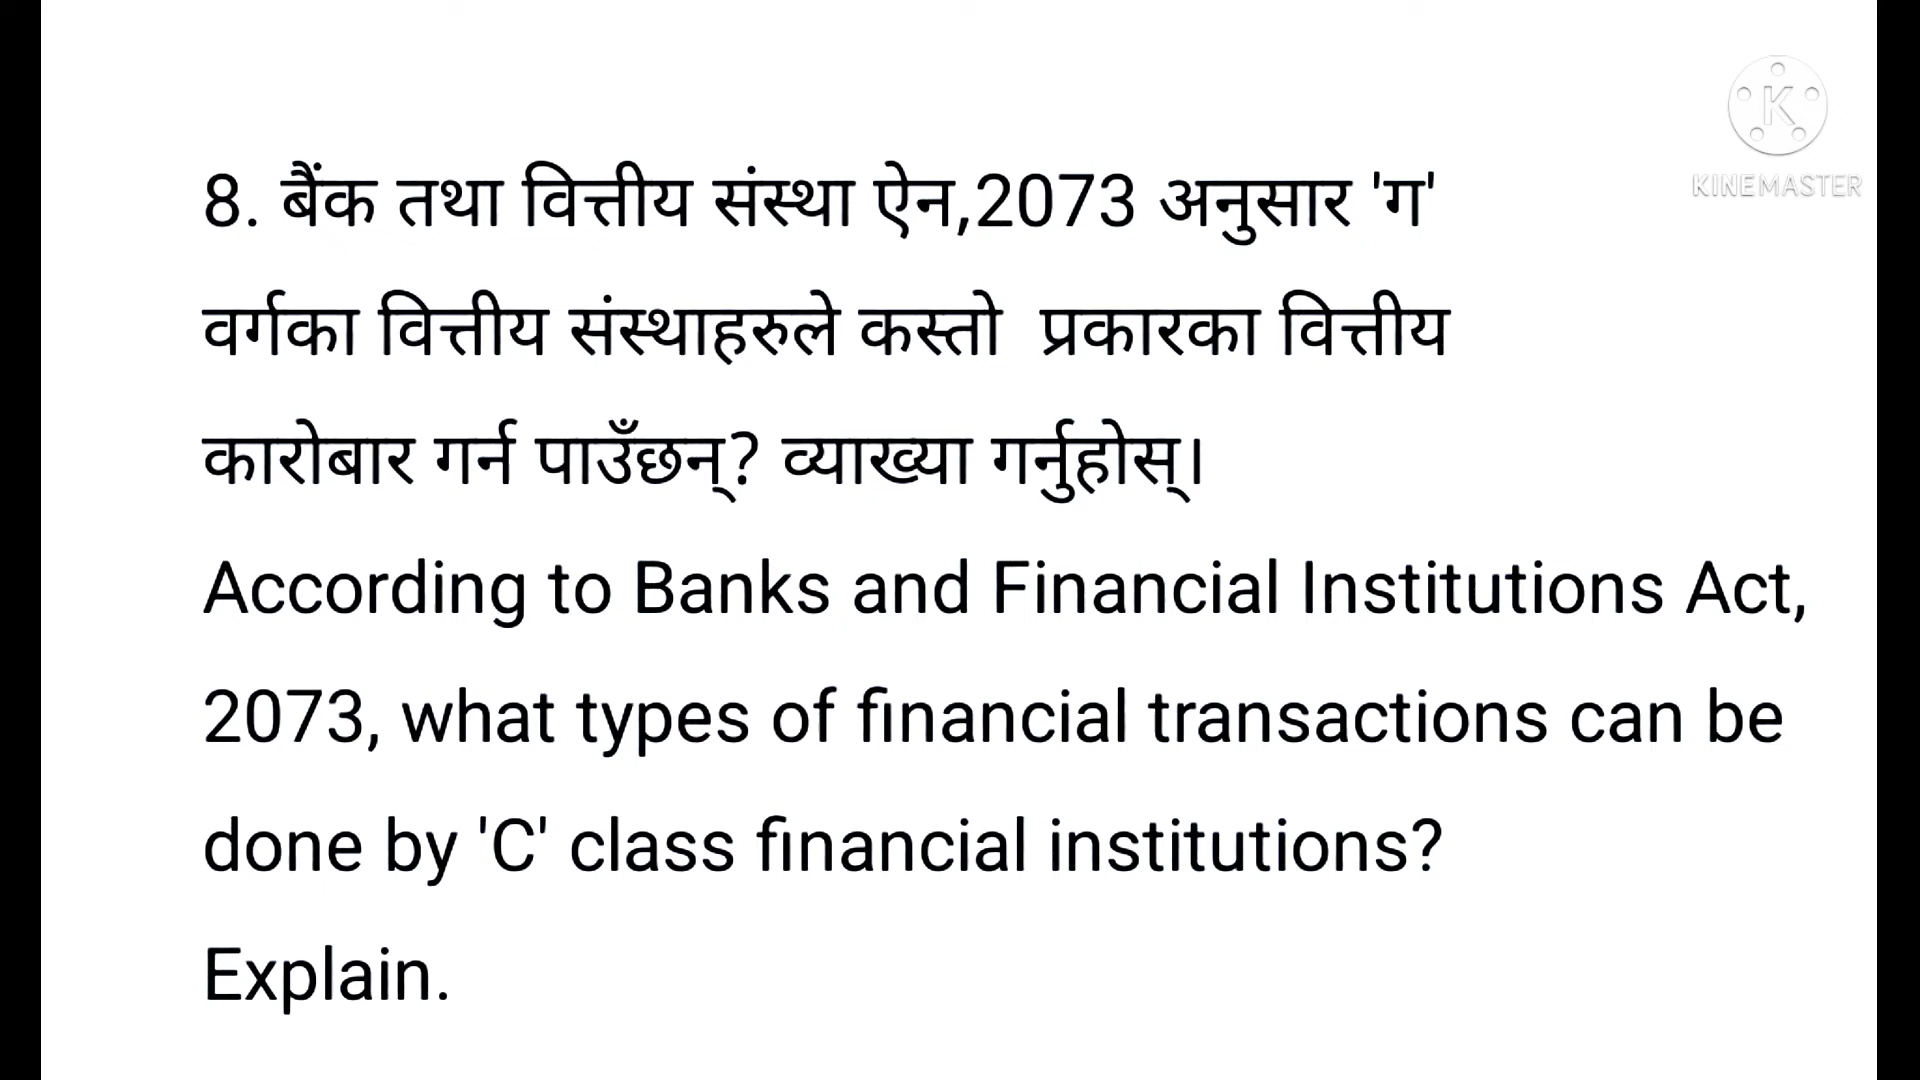 8. बैंक तथा वित्तीय संस्था ऐन,2073 अनुसार 'ग'
वर्गका वित्तीय संस्थाहरुले कस्तो  प्रकारका वित्तीय
कारोबार गर्न पाउँछन्? व्याख्या गर्नुहोस्।
According to Banks and Financial Institutions Act,
2073, what types of financial transactions can be
done by 'C' class financial institutions?
Explain.
K
KINEMASTER